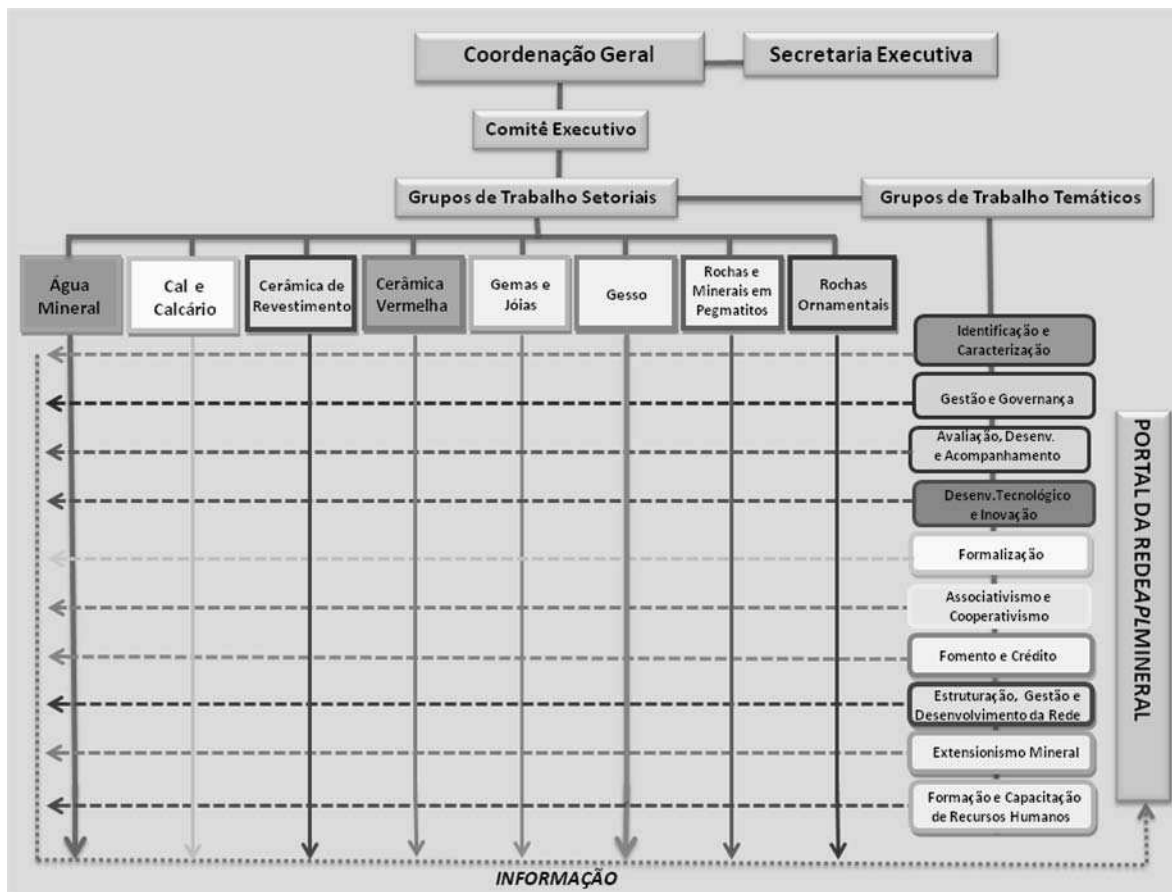 Coordenação Geral
Secretaria Executiva
Comitê Executivo
Grupos de Trabalho Setoriais
Grupos de Trabalho Temáticos
Água
Mineral
Cal e
Calcário
Cerâmica de
Revestimento
Cerâmica
Vermelha
Gemas e
Jóias
Gesso
Rochas e
Minerais em
Pegmatitos
Rochas
Ornamentais
Identificação e
Caracterização
Gestão e Governança
Avaliação, Desenv.
e Acompanhamento
Desenv.Tecnológico
e Inovação
Formalização
Associativismo e
Cooperativismo
Fomento e Crédito
Estruturação, Gestão e
Desenvolvimento da Rede
Extensionismo Mineral
Formação e Capacitação
de Recursos Humanos
PORTAL DA REDEAPLMINERAL
INFORMAÇÃO